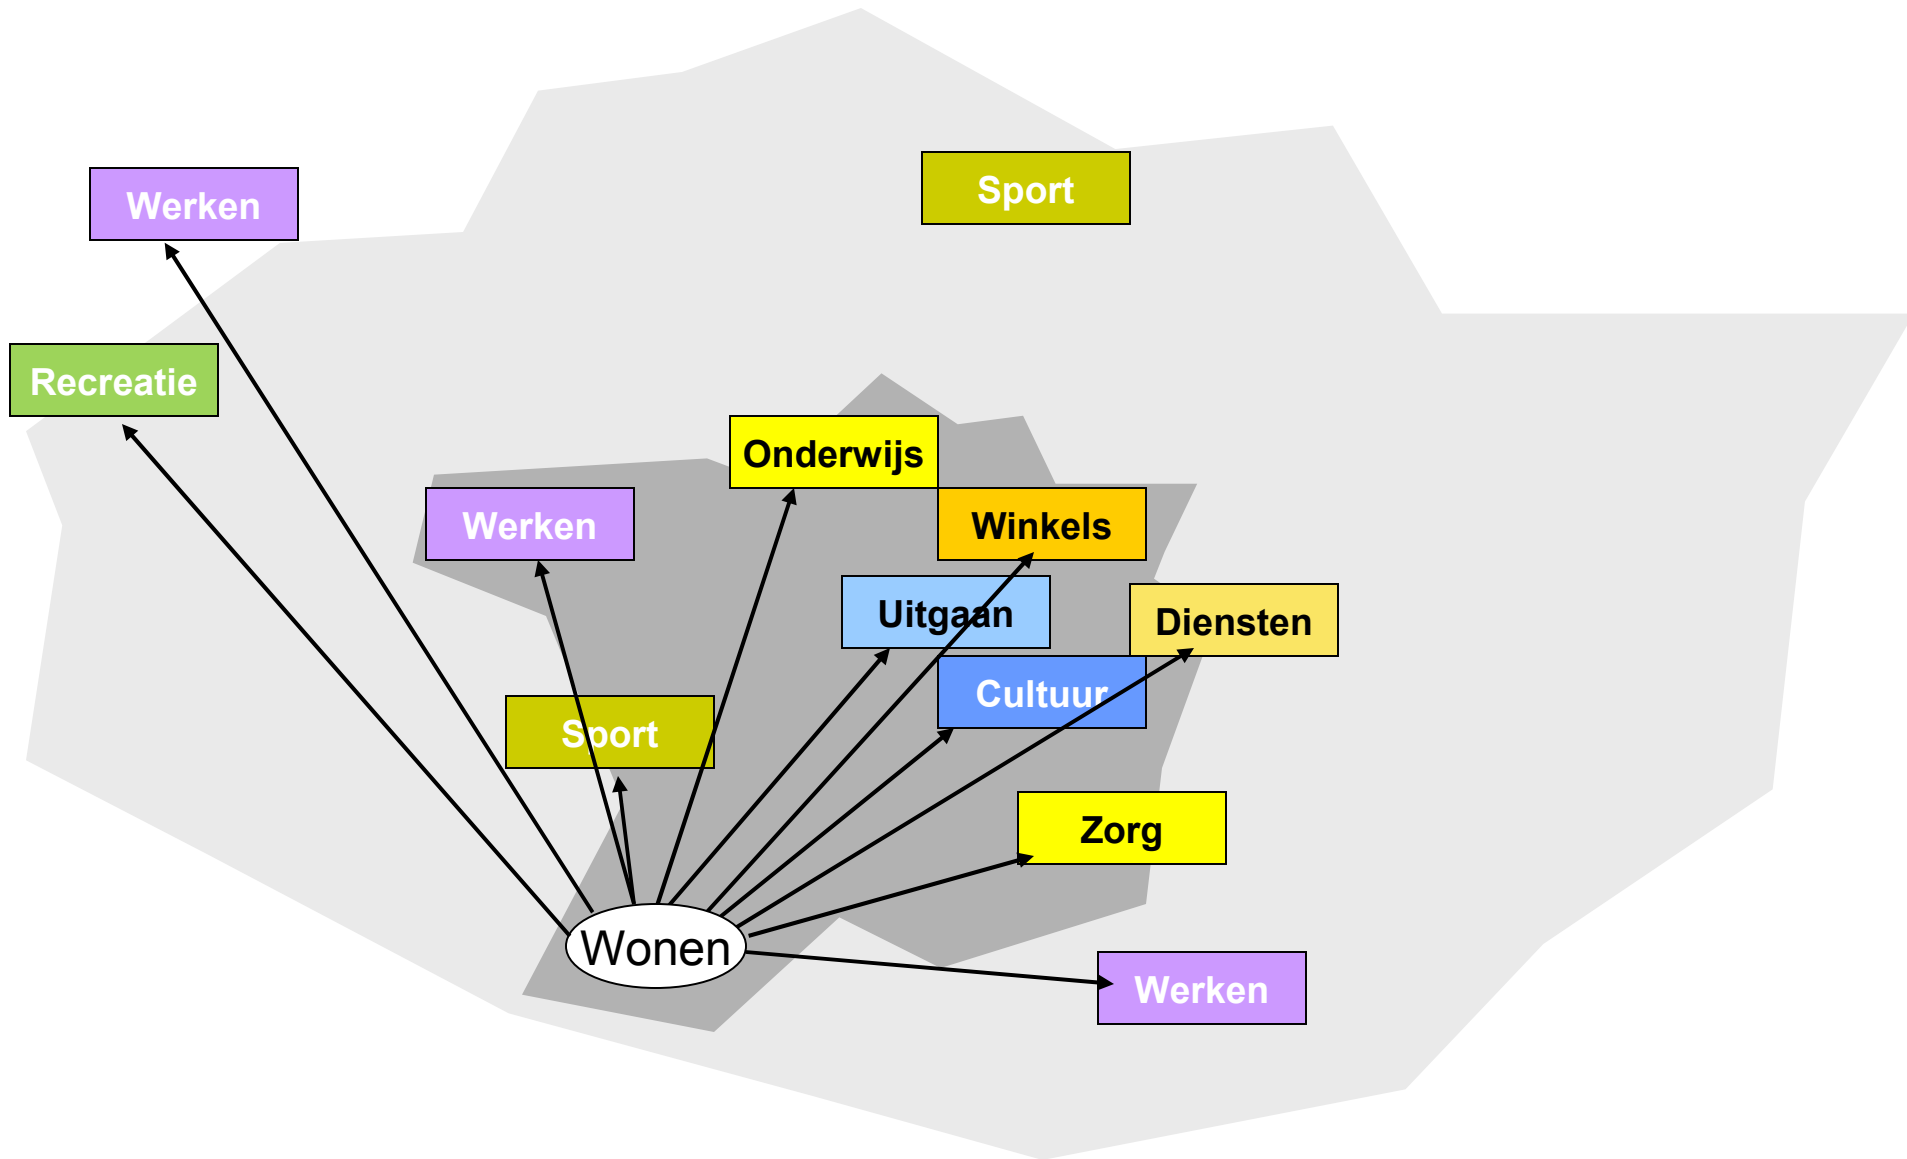 Werken
Sport
Recreatie
Onderwijs
Werken
Winkels
Uitgaan
Diensten
Cultuur
Sport
Zorg
Wonen
Werken